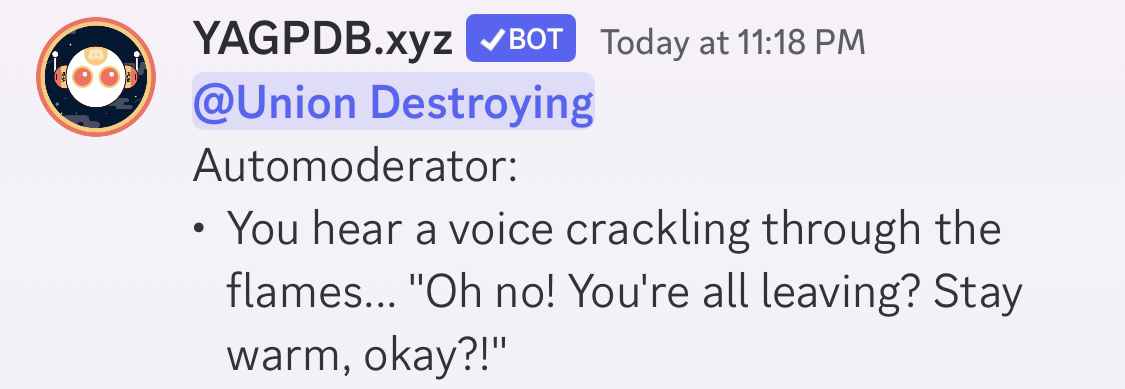 YAGPDB.xyz ✓BOT Today at 11:18 PM
@Union Destroying
Automoderator:
• You hear a voice crackling through the
flames... "Oh no! You're all leaving? Stay
warm, okay?!"